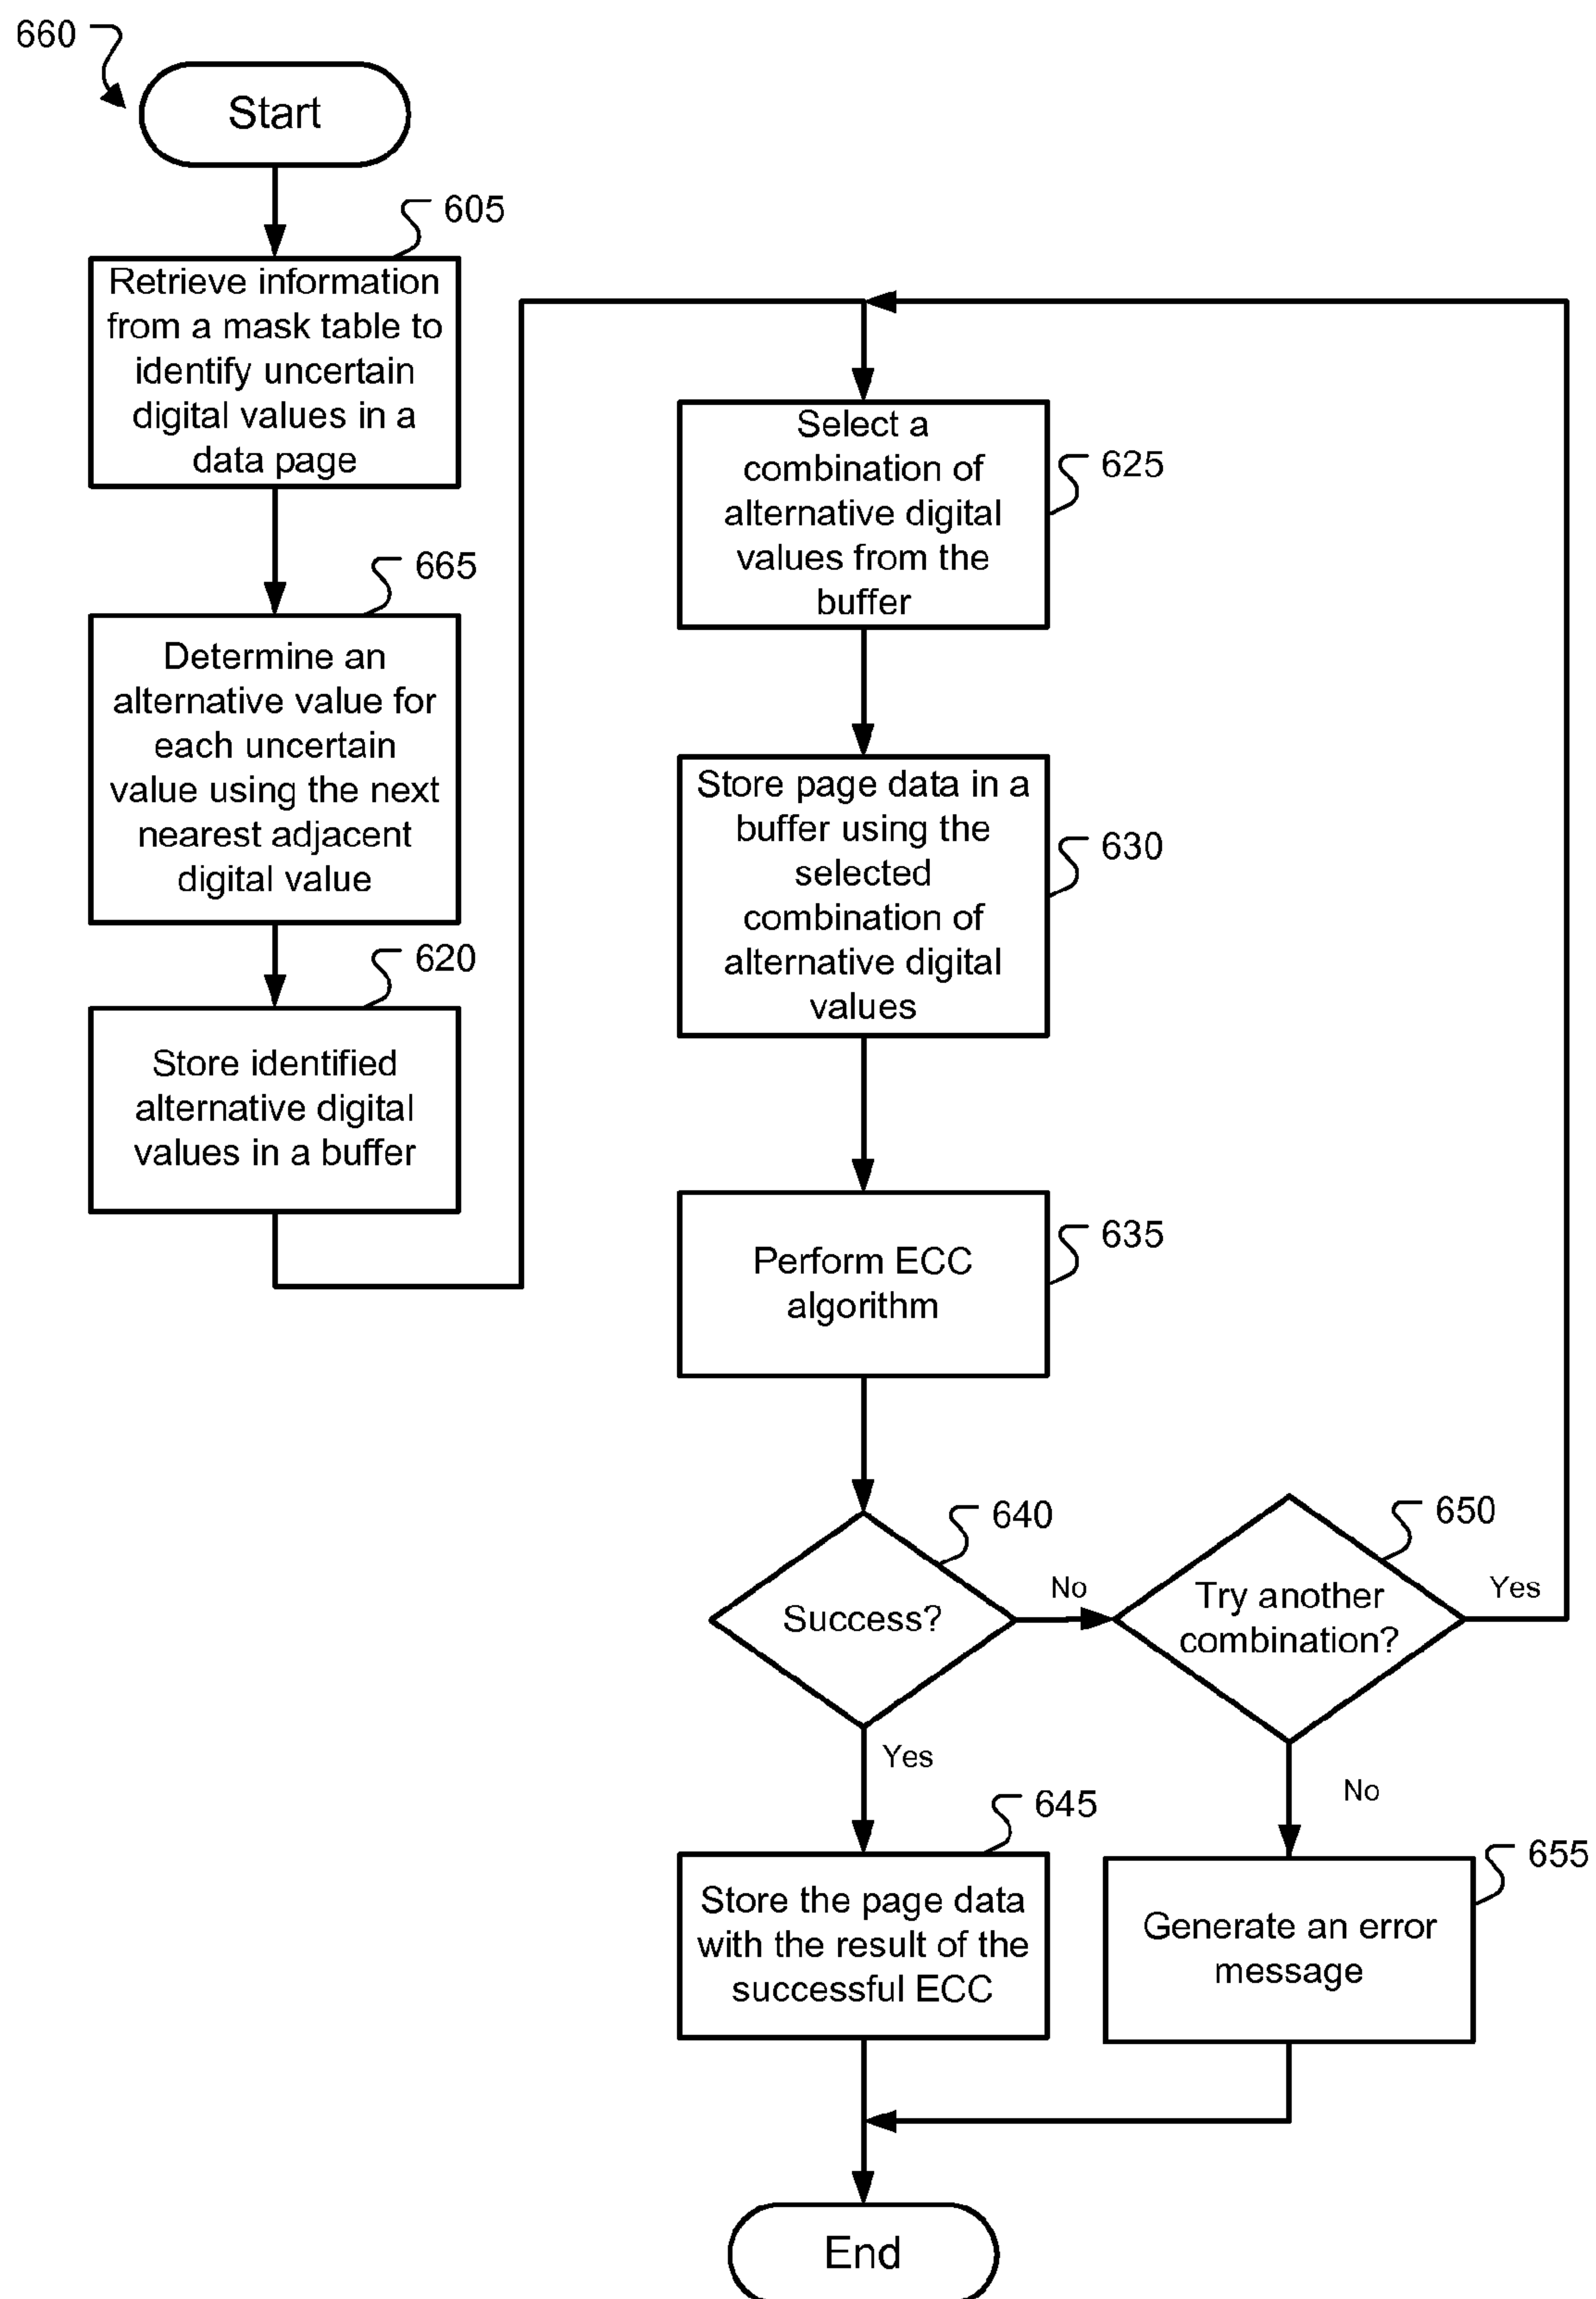 660
Start
605
Retrieve information
from a mask table to
identify uncertain
digital values in a
data page
665
Determine an
alternative value for
each uncertain
value using the next
nearest adjacent
digital value
620
Store identified
alternative digital
values in a buffer
Select a
combination of
alternative digital
values from the
buffer
625
Store page data in a
buffer using the
selected
combination of
alternative digital
values
630
Perform ECC
algorithm
635
Success?
640
No
Yes
Try another
combination?
650
Yes
No
645
Store the page data
with the result of the
successful ECC
655
Generate an error
message
End